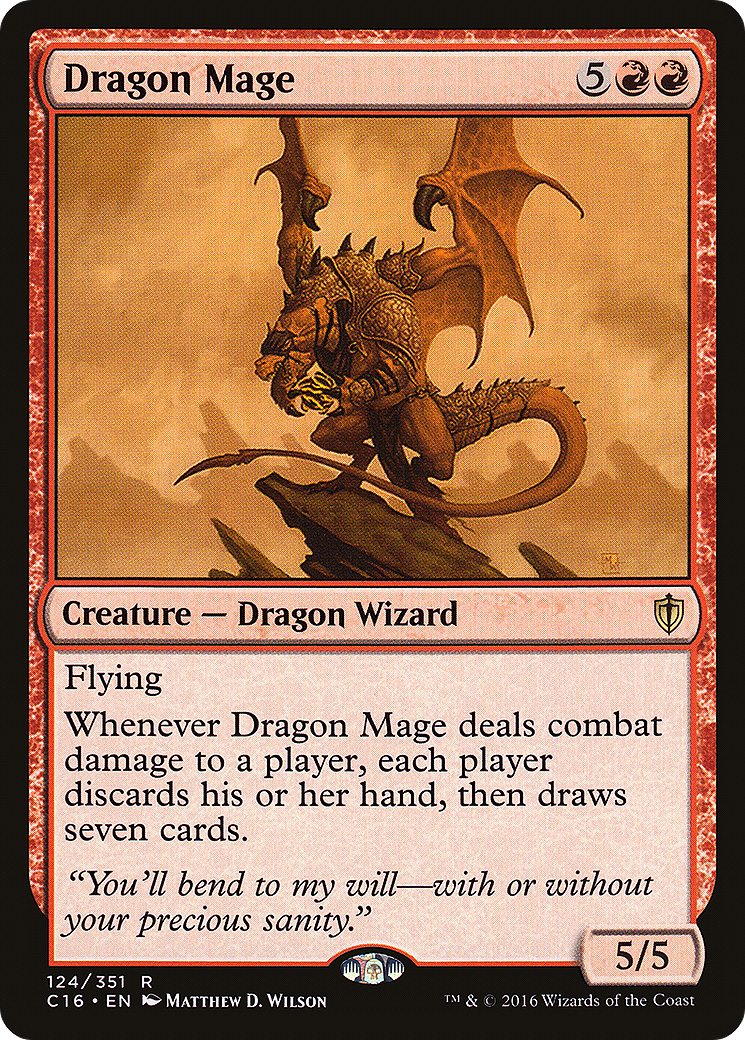 Dragon Mage 5
Creature — Dragon Wizard
Flying
Whenever Dragon Mage deals combat
damage to a player, each player
discards his or her hand, then draws
seven cards.
“You’ll bend to my will—with or without
your precious sanity.”
5/5
124/351 R
C16 • EN Matthew D. Wilson
™ & © 2016 Wizards of the Coast